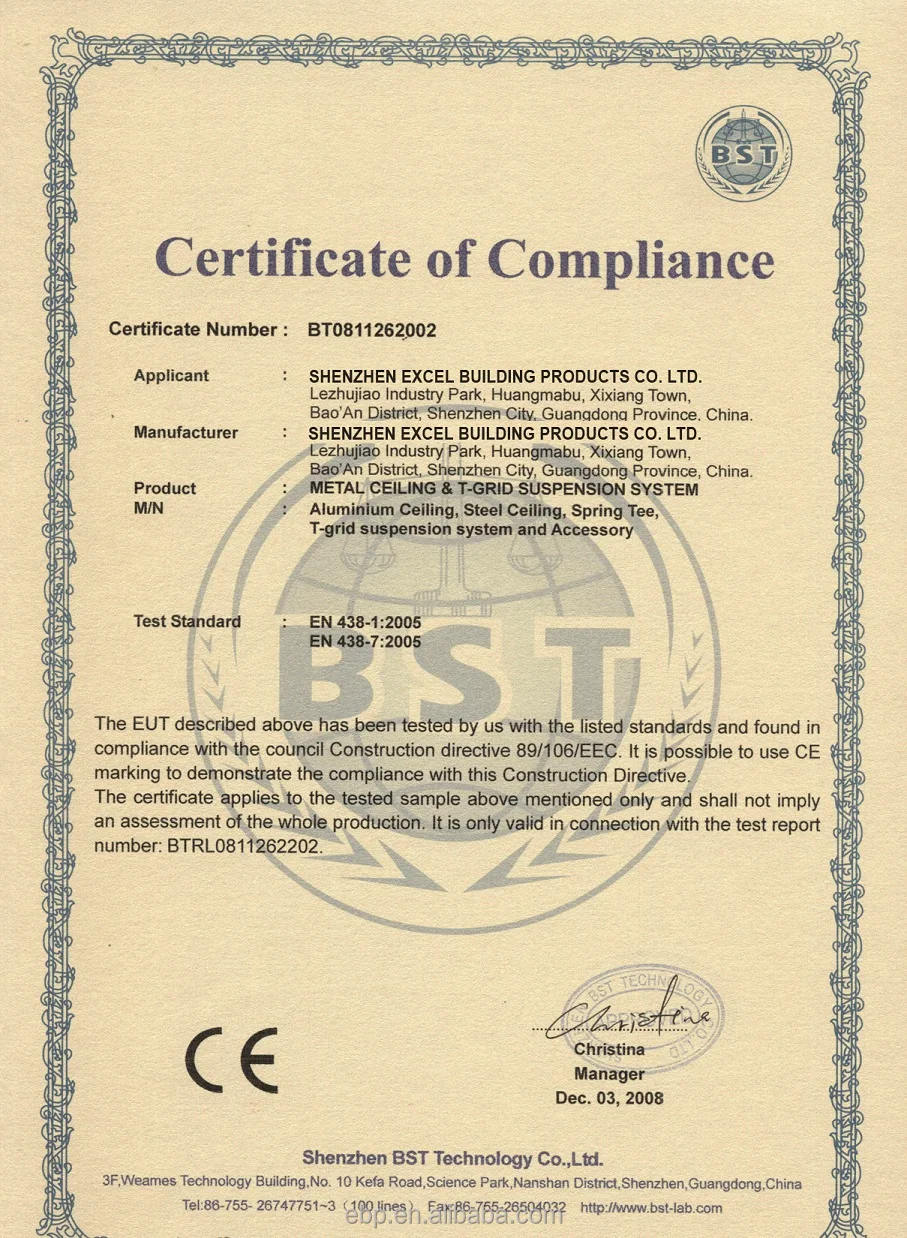 BST
Certificate of Compliance
Certificate Number : BT0811262002
Applicant : SHENZHEN EXCEL BUILDING PRODUCTS CO. LTD.
Lezhujiao Industry Park, Huangmabu, Xixiang Town,
Bao'An District, Shenzhen City, Guangdong Province, China.
Manufacturer : SHENZHEN EXCEL BUILDING PRODUCTS CO. LTD.
Lezhujiao Industry Park, Huangmabu, Xixiang Town,
Bao'An District, Shenzhen City, Guangdong Province, China.
Product : METAL CEILING & T-GRID SUSPENSION SYSTEM
M/N : Aluminium Ceiling, Steel Ceiling, Spring Tee,
T-grid suspension system and Accessory
Test Standard : EN 438-1:2005
EN 438-7:2005
BST
The EUT described above has been tested by us with the listed standards and found in
compliance with the council Construction directive 89/106/EEC. It is possible to use CE
marking to demonstrate the compliance with this Construction Directive.
The certificate applies to the tested sample above mentioned only and shall not imply
an assessment of the whole production. It is only valid in connection with the test report
number: BTRL0811262202.
CE
BST TECHNOLOGY CO.,LTD
Christina
Christina
Manager
Dec. 03, 2008
Shenzhen BST Technology Co.,Ltd.
3F,Weames Technology Building,No. 10 Kefa Road,Science Park,Nanshan District,Shenzhen,Guangdong,China
Tel:86-755- 26747751~3（100 lines） Fax:86-755-26504032 http://www.bst-lab.com
ebp.en.alibaba.com